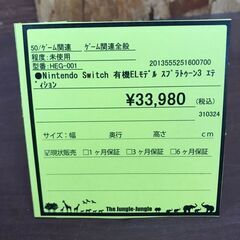 50/ゲーム関連 ゲーム関連全般
程度:未使用
型番:HEG-001 2013555251600700
●Nintendo Switch 有機ELモデル スプラトゥーン3 エデ
ィション
¥33,980 (税込)
310324
サイズ:幅 奥行 高さ cm
☑現状販売 □1ヶ月保証 □3ヶ月保証 □6ヶ月保証
The Jungle-Jungle